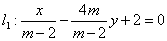 l₁: x/(m−2) − 4m/(m−2) y + 2 = 0